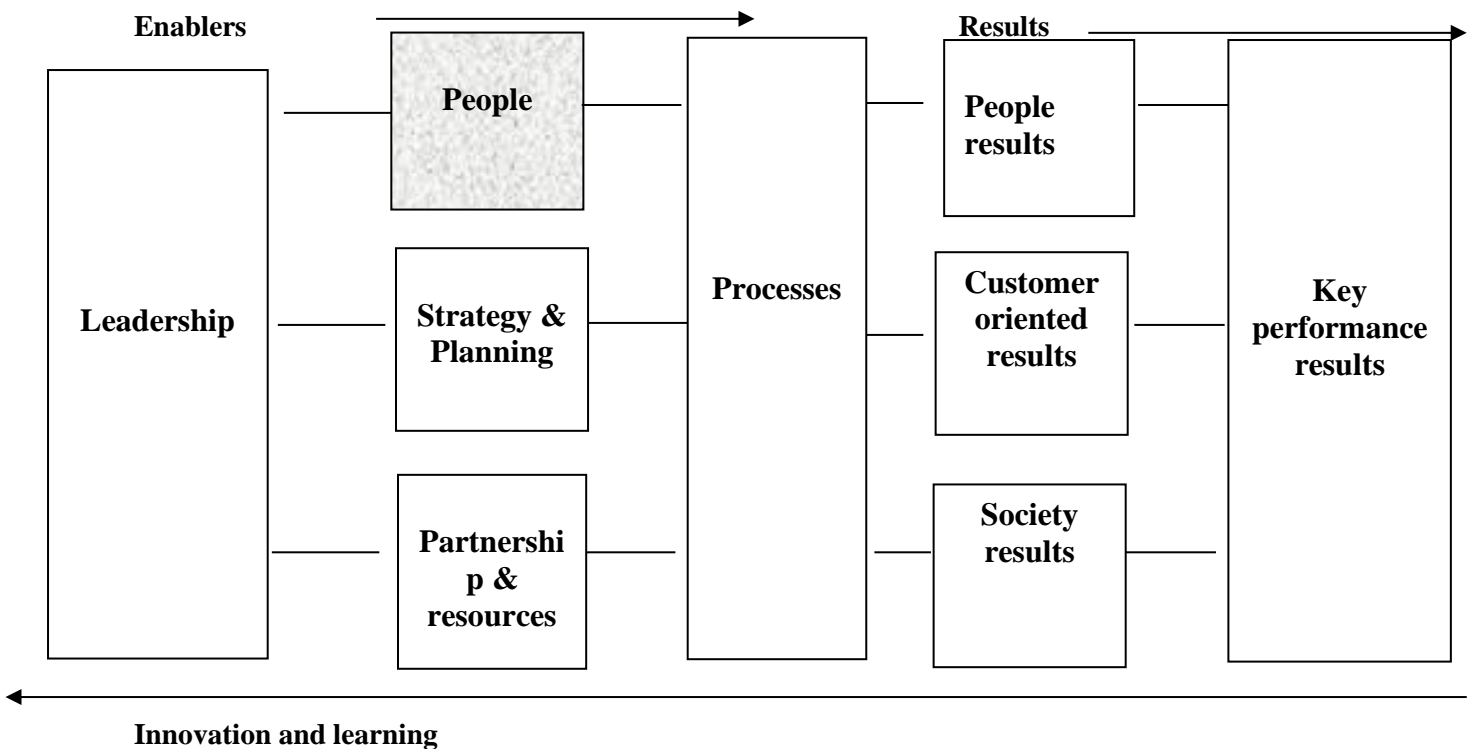 Enablers
Results
Leadership
People
Strategy &
Planning
Partnershi
p &
resources
Processes
People
results
Customer
oriented
results
Society
results
Key
performance
results
Innovation and learning